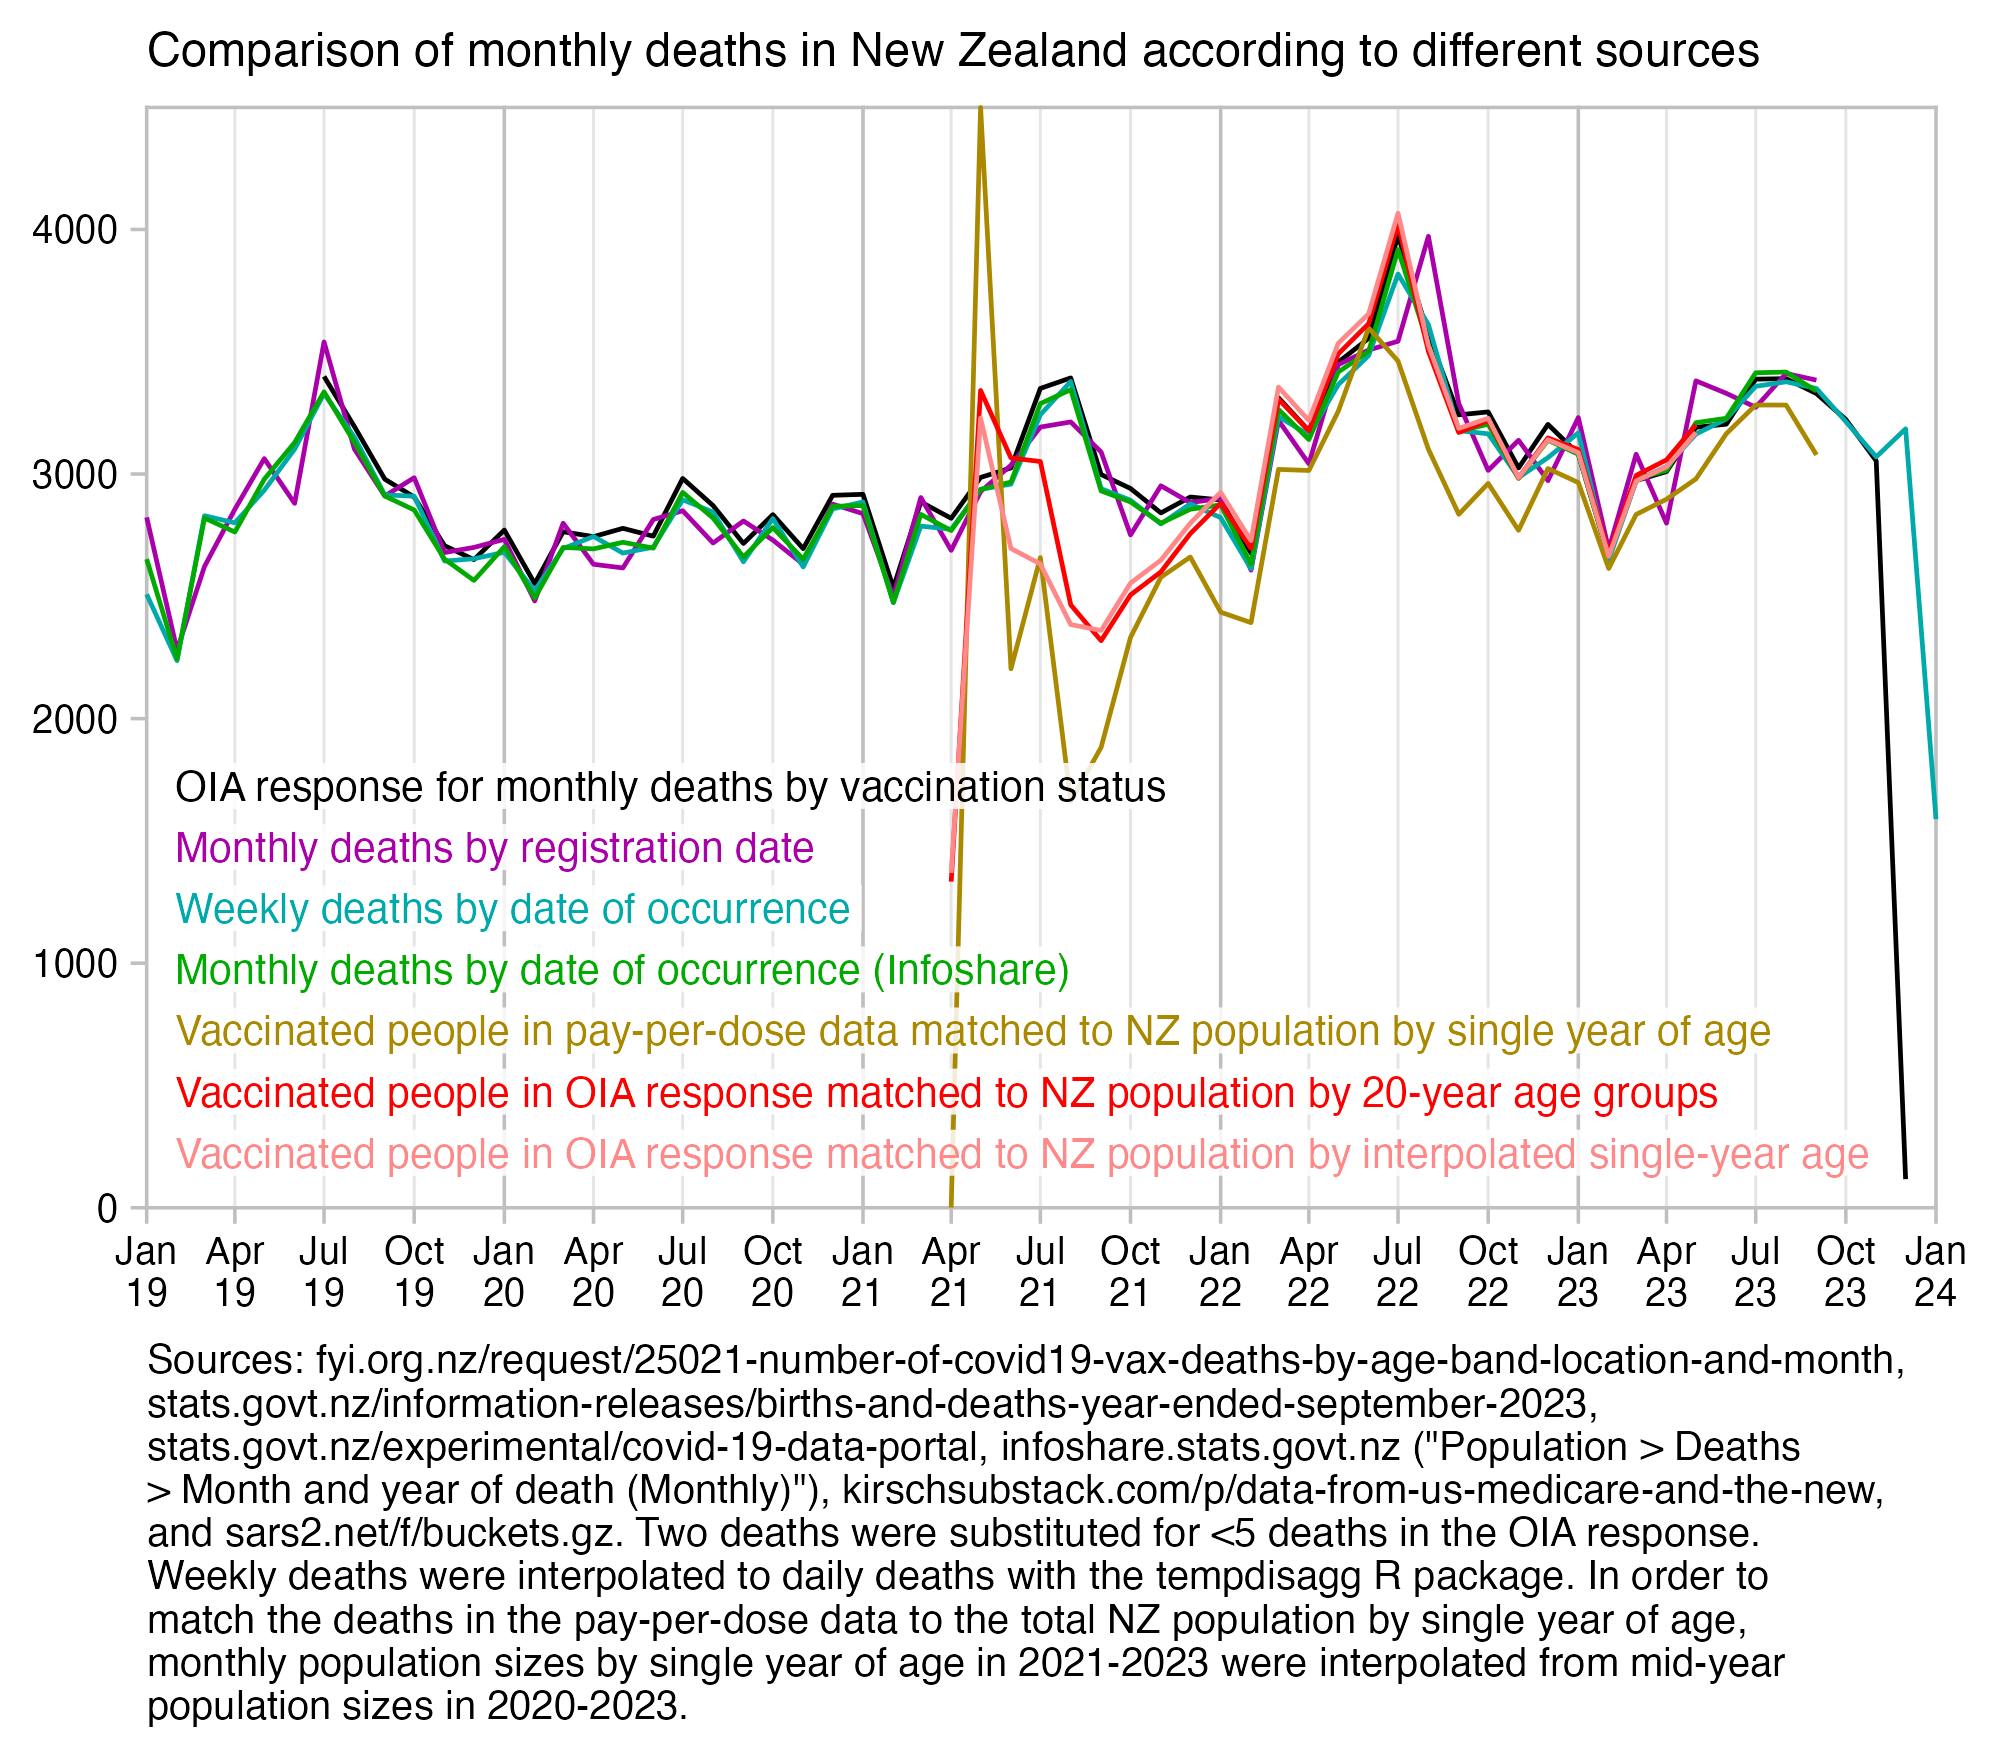 Comparison of monthly deaths in New Zealand according to different sources
4000
3000
2000
1000
0
OIA response for monthly deaths by vaccination status
Monthly deaths by registration date
Weekly deaths by date of occurrence
Monthly deaths by date of occurrence (Infoshare)
Vaccinated people in pay-per-dose data matched to NZ population by single year of age
Vaccinated people in OIA response matched to NZ population by 20-year age groups
Vaccinated people in OIA response matched to NZ population by interpolated single-year age
Jan Apr Jul Oct Jan Apr Jul Oct Jan Apr Jul Oct Jan Apr Jul Oct Jan Apr Jul Oct Jan
19 19 19 19 20 20 20 20 21 21 21 21 22 22 22 22 23 23 23 23 24
Sources: fyi.org.nz/request/25021-number-of-covid19-vax-deaths-by-age-band-location-and-month,
stats.govt.nz/information-releases/births-and-deaths-year-ended-september-2023,
stats.govt.nz/experimental/covid-19-data-portal, infoshare.stats.govt.nz ("Population > Deaths
> Month and year of death (Monthly)"), kirschsubstack.com/p/data-from-us-medicare-and-the-new,
and sars2.net/f/buckets.gz. Two deaths were substituted for <5 deaths in the OIA response.
Weekly deaths were interpolated to daily deaths with the tempdisagg R package. In order to
match the deaths in the pay-per-dose data to the total NZ population by single year of age,
monthly population sizes by single year of age in 2021-2023 were interpolated from mid-year
population sizes in 2020-2023.